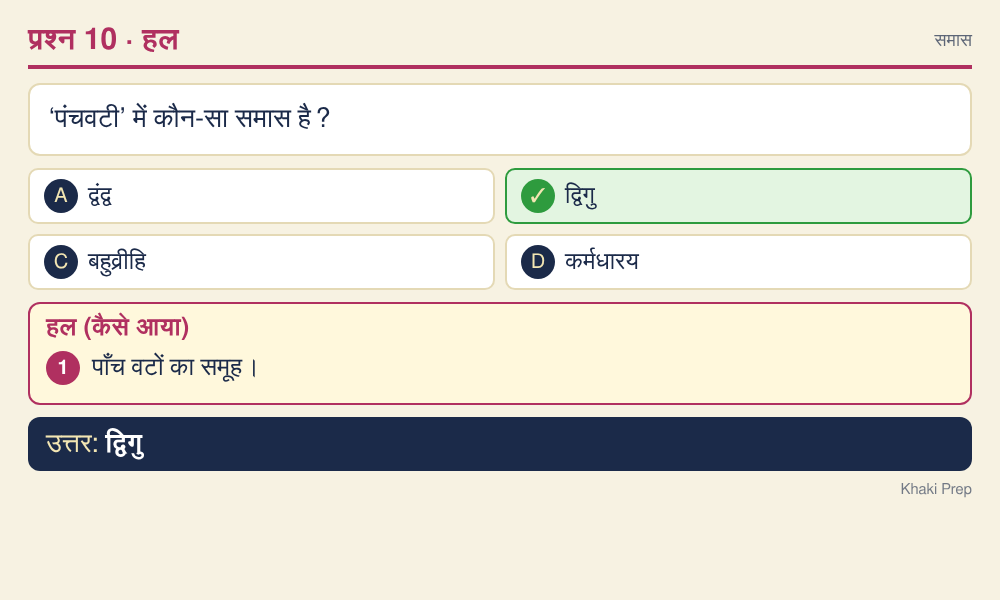 प्रश्न 10 · हल
समास
‘पंचवटी’ में कौन-सा समास है ?
A द्वंद्व
✓ द्विगु
C बहुव्रीहि
D कर्मधारय
हल (कैसे आया)
1 पाँच वटों का समूह।
उत्तर: द्विगु
Khaki Prep